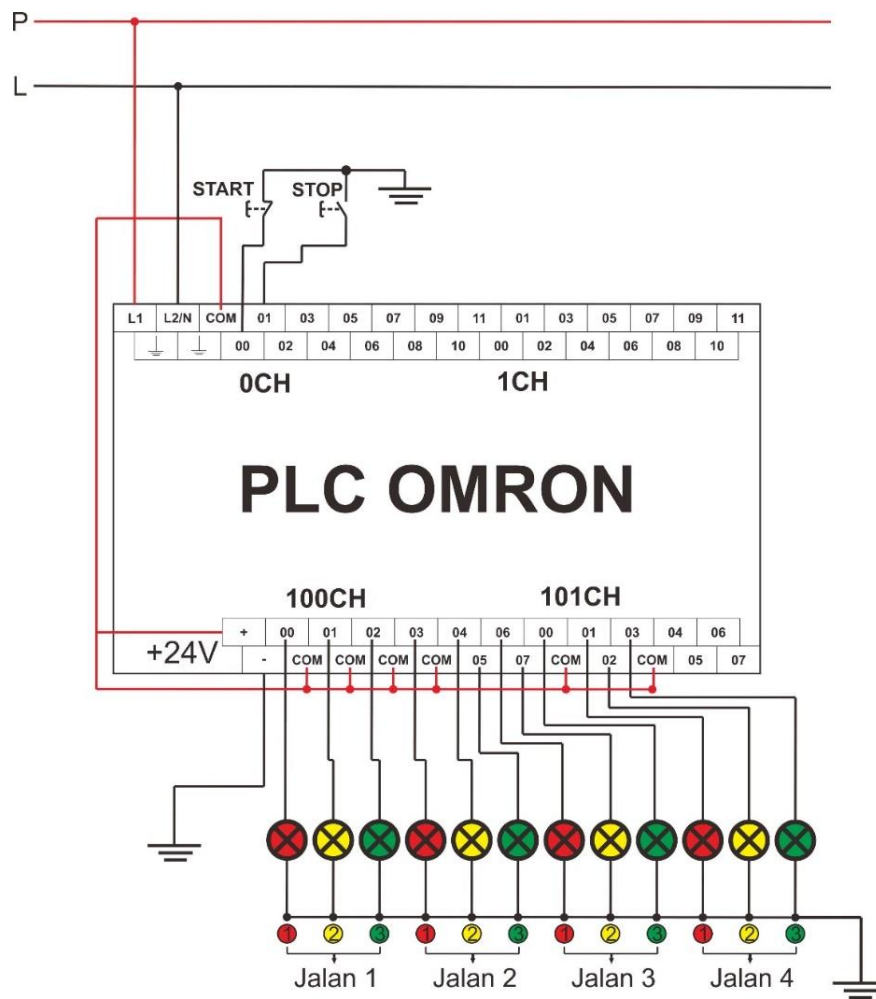 P
L
START STOP
L1 L2/N COM 01 03 05 07 09 11 01 03 05 07 09 11
00 02 04 06 08 10 00 02 04 06 08 10
0CH 1CH
PLC OMRON
100CH 101CH
+ 00 01 02 03 04 06 00 01 03 04 06
+24V - COM COM COM COM 05 07 COM 02 COM 05 07
1 2 3 1 2 3 1 2 3 1 2 3
Jalan 1 Jalan 2 Jalan 3 Jalan 4